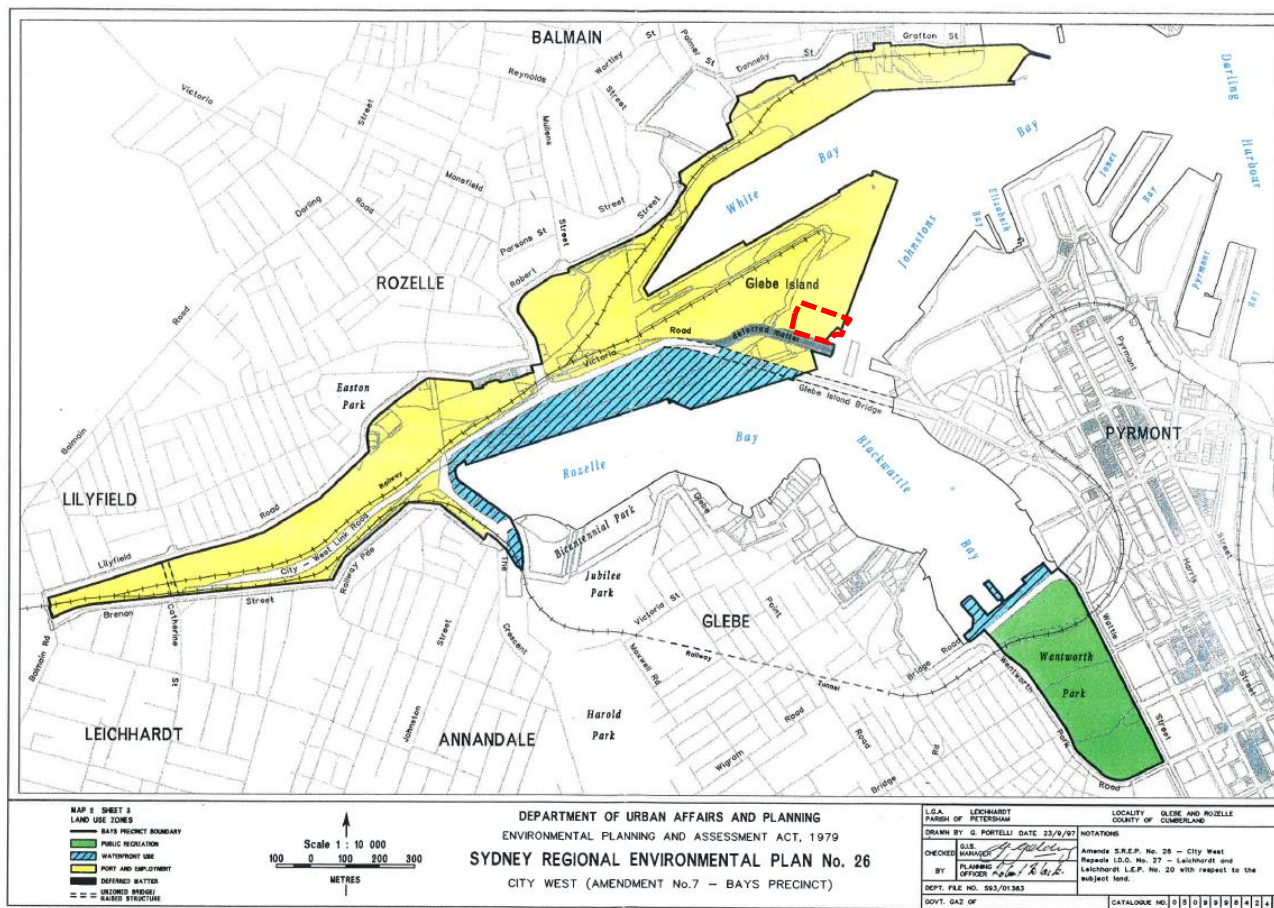 BALMAIN
Grafton St
Donnelly St
Palmer St
Wortley St
Reynolds
Mullens Street
Victoria
Street
Mansfield
Darling Road
Parsons St
Street
Street
Robert
ROZELLE
Road
Balmain
Easton
Park
LILYFIELD
Lilyfield Road
Darling
Harbour
White Bay
Bay
Jones
Bay
Elizabeth
Bay
Johnstons
Pyrmont
Bay
Glebe Island
Victoria Road
deferred matter
Glebe Island Bridge
Pyrmont
PYRMONT
Rozelle Bay
Blackwattle
Bay
Railway
City - West Link Road
Railway Pde
Brenan Street
Catherine
St
Balmain Rd
LEICHHARDT
Johnston
Street
ANNANDALE
The
Crescent
Bicentennial Park
Jubilee
Park
Glebe
Point
Road
Victoria St
GLEBE
Maxwell Rd
Railway
Tunnel
Harold
Park
Wigram
Road
Bridge
Rd
Bridge Road
Wentworth
Park
Road
Wentworth
Park
Wattle
Street
Harris
Street
Street
MAP 2 SHEET 3
LAND USE ZONES
BAYS PRECINCT BOUNDARY
PUBLIC RECREATION
WATERFRONT USE
PORT AND EMPLOYMENT
DEFERRED MATTER
UNZONED BRIDGE/
RAISED STRUCTURE
Scale 1 : 10 000
100 0 100 200 300
METRES
DEPARTMENT OF URBAN AFFAIRS AND PLANNING
ENVIRONMENTAL PLANNING AND ASSESSMENT ACT, 1979
SYDNEY REGIONAL ENVIRONMENTAL PLAN No. 26
CITY WEST (AMENDMENT No.7 - BAYS PRECINCT)
L.G.A. LEICHHARDT
PARISH OF PETERSHAM
LOCALITY GLEBE AND ROZELLE
COUNTY OF CUMBERLAND
DRAWN BY G. PORTELLI DATE 23/9/97
NOTATIONS
CHECKED
BY
G.I.S.
MANAGER
PLANNING
OFFICER
Amends S.R.E.P. No. 26 - City West
Repeals I.D.O. No. 27 - Leichhardt and
Leichhardt L.E.P. No. 20 with respect to the
subject land.
DEPT. FILE NO. S93/01383
GOVT. GAZ OF
CATALOGUE NO.